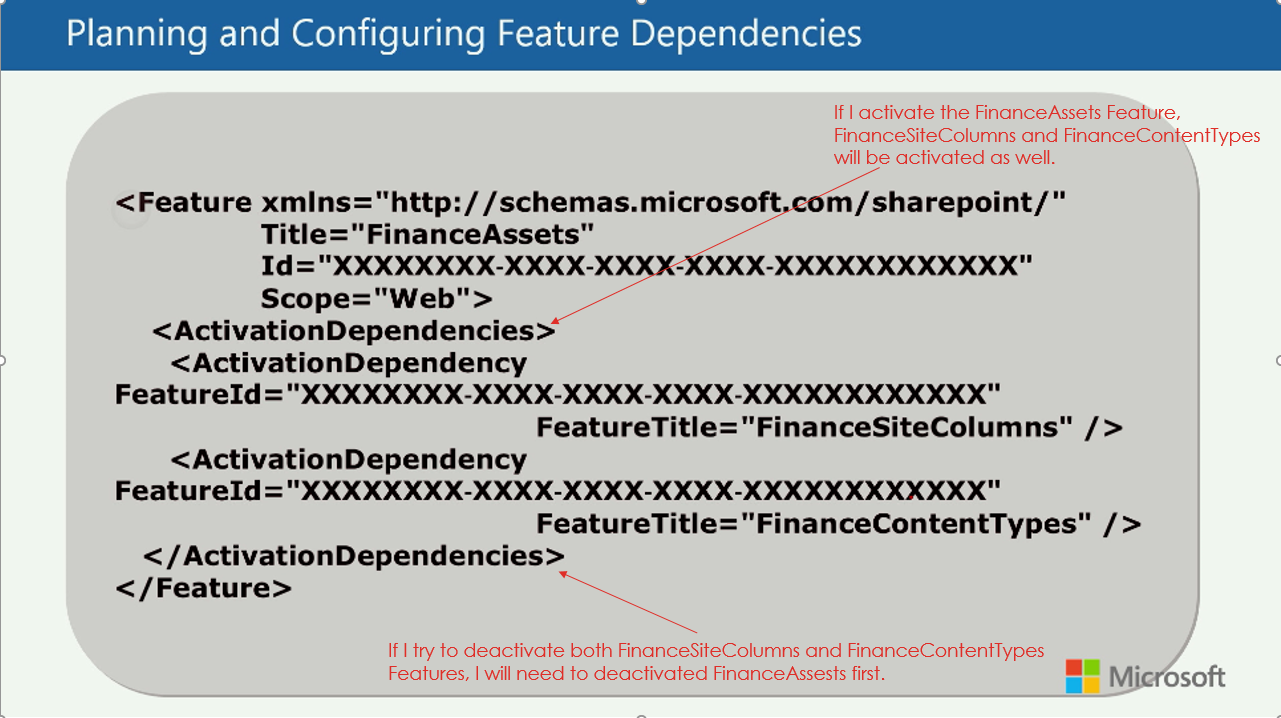 Planning and Configuring Feature Dependencies
If I activate the FinanceAssets Feature,
FinanceSiteColumns and FinanceContentTypes
will be activated as well.
<Feature xmlns="http://schemas.microsoft.com/sharepoint/"
Title="FinanceAssets"
Id="XXXXXXXX-XXXX-XXXX-XXXX-XXXXXXXXXXXX"
Scope="Web">
<ActivationDependencies>
<ActivationDependency
FeatureId="XXXXXXXX-XXXX-XXXX-XXXX-XXXXXXXXXXXX"
FeatureTitle="FinanceSiteColumns" />
<ActivationDependency
FeatureId="XXXXXXXX-XXXX-XXXX-XXXX-XXXXXXXXXXXX"
FeatureTitle="FinanceContentTypes" />
</ActivationDependencies>
</Feature>
If I try to deactivate both FinanceSiteColumns and FinanceContentTypes
Features, I will need to deactivated FinanceAssests first.
Microsoft